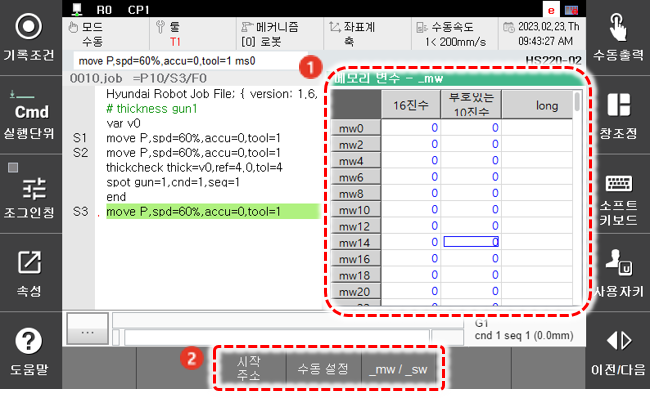 R0 CP1
e
모드
수동
툴
T1
메커니즘
[0] 로봇
좌표계
축
수동속도
1< 200mm/s
2023,02,23,Th
09:43:27 AM
move P,spd=60%,accu=0,tool=1 ms0
HS220-02
0010.job =P10/S3/F0
Hyundai Robot Job File; { version: 1.6,
# thickness gun1
var v0
S1 move P,spd=60%,accu=0,tool=1
S2 move P,spd=60%,accu=0,tool=1
thickcheck thick=v0,ref=4,0,tol=4
spot gun=1,cnd=1,seq=1
end
S3 , move P,spd=60%,accu=0,tool=1
1
메모리 변수 - _mw
16진수 부호있는 10진수 long
mw0 0 0
mw2 0 0
mw4 0 0
mw6 0 0
mw8 0 0
mw10 0 0
mw12 0 0
mw14 0 0
mw16 0 0
mw18 0 0
mw20 0 0
G1
cnd 1 seq 1 (0.0mm)
...
2
시작
주소
수동 설정
_mw / _sw
기록조건
Cmd
실행단위
조그인칭
속성
도움말
수동출력
창조정
소프트
키보드
U
사용자키
이전/다음